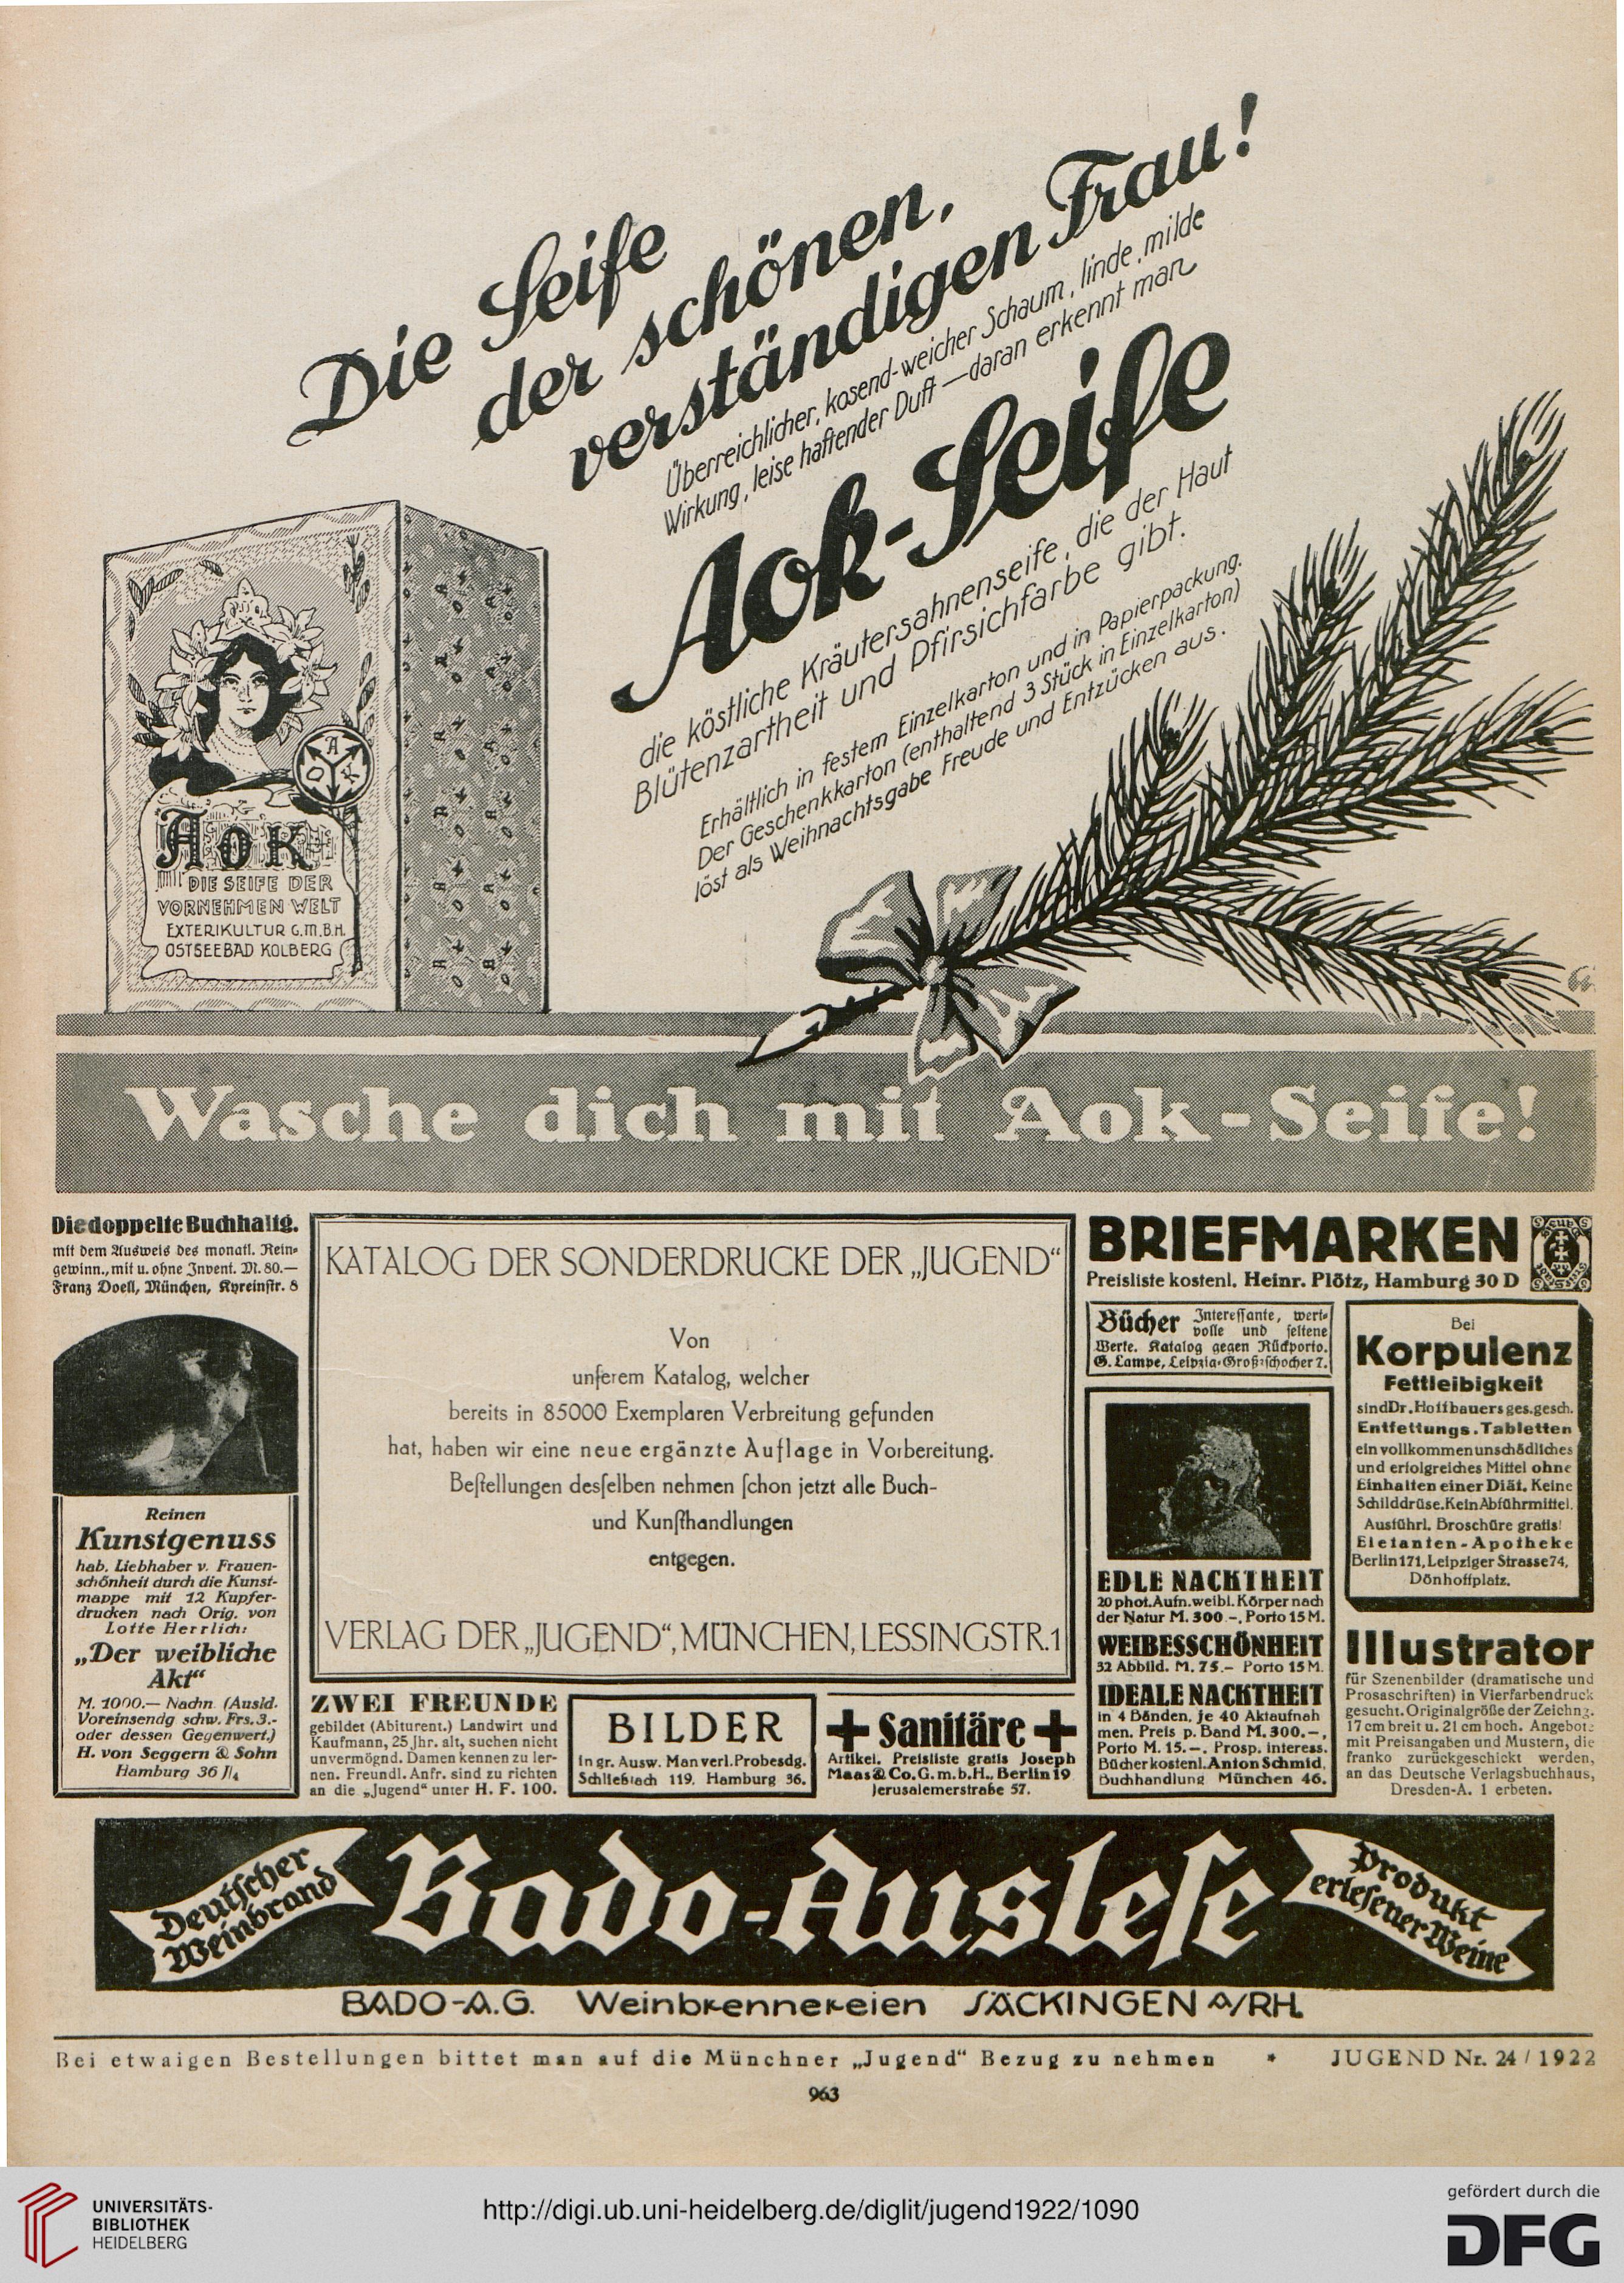 Die Seife
der schönen,
verständigen Frau!
Überreichlicher, kosend-weicher Schaum, linde, milde
Wirkung, leise haftender Duft — daran erkennt man
Aok-Seife
die köstliche Kräutersahnenseife, die der Haut
Blütenzartheit und Pfirsichfarbe gibt.
Erhältlich in festem Einzelkarton und in Papierpackung.
Der Geschenkkarton (enthaltend 3 Stück in Einzelkarton)
löst als Weihnachtsgabe Freude und Entzücken aus.
A
O K
AOK
DIE SEIFE DER
VORNEHMEN WELT
EXTERIKULTUR G.M.B.H.
OSTSEEBAD KOLBERG
Wasche dich mit Aok-Seife!
Die doppelte Buchhaltg.
mit dem Ausweis des monatl. Rein-
gewinn., mit u. ohne Invent. M. 80.—
Franz Doell, München, Kyreinstr. 8
Reinen
Kunstgenuss
hab. Liebhaber v. Frauen-
schönheit durch die Kunst-
mappe mit 12 Kupfer-
drucken nach Orig. von
Lotte Herrlich:
„Der weibliche
Akt“
M. 1000.— Nachn. (Ausld.
Voreinsendg schw. Frs. 3.-
oder dessen Gegenwert.)
H. von Seggern & Sohn
Hamburg 36 J/4
KATALOG DER SONDERDRUCKE DER „JUGEND“
Von
unserem Katalog, welcher
bereits in 85000 Exemplaren Verbreitung gefunden
hat, haben wir eine neue ergänzte Auflage in Vorbereitung.
Beſtellungen desſelben nehmen ſchon jetzt alle Buch-
und Kunſthandlungen
entgegen.
VERLAG DER „JUGEND“, MÜNCHEN, LESSINGSTR. 1
ZWEI FREUNDE
gebildet (Abiturent.) Landwirt und
Kaufmann, 25 Jhr. alt, suchen nicht
unvermögnd. Damen kennen zu ler-
nen. Freundl. Anfr. sind zu richten
an die „Jugend“ unter H. F. 100.
BILDER
In gr. Ausw. Man verl. Probesdg.
Schließfach 119. Hamburg 36.
+ Sanitäre +
Artikel. Preisliste gratis Joseph
Maas & Co. G. m. b. H., Berlin 19
Jerusalemerstraße 57.
BRIEFMARKEN
Preisliste kostenl. Heinr. Plötz, Hamburg 30 D
Bücher Intereſſante, wert-
volle und ſeltene
Werke. Katalog gegen Rückporto.
G. Lampe, Leipzig-Großzſchocher 7.
EDLE NACKTHEIT
20 phot. Aufn. weibl. Körper nach
der Natur M. 300.-, Porto 15 M.
WEIBESSCHÖNHEIT
32 Abbild. M. 75.- Porto 15 M.
IDEALE NACKTHEIT
in 4 Bänden, je 40 Aktaufnah
men. Preis p. Band M. 300.-,
Porto M. 15.—. Prosp. interess.
Bücher kostenl. Anton Schmid,
Buchhandlung München 46.
Bei
Korpulenz
Fettleibigkeit
sind Dr. Hoffbauers ges. gesch.
Entfettungs-Tabletten
ein vollkommen unschädliches
und erfolgreiches Mittel ohne
Einhalten einer Diät. Keine
Schilddrüse. Kein Abführmittel.
Ausführl. Broschüre gratis!
Elefanten-Apotheke
Berlin 171, Leipziger Strasse 74,
Dönhoffplatz.
Illustrator
für Szenenbilder (dramatische und
Prosaschriften) in Vierfarbendruck
gesucht. Originalgröße der Zeichng.
17 cm breit u. 21 cm hoch. Angebote
mit Preisangaben und Mustern, die
franko zurückgeschickt werden,
an das Deutsche Verlagsbuchhaus,
Dresden-A. 1 erbeten.
Deutſcher
Weinbrand
Bado-Ausleſe
Produkt
erleſener Weine
BADO-A.G. Weinbrennereien SÄCKINGEN A/RH.
Bei etwaigen Bestellungen bittet man auf die Münchner „Jugend“ Bezug zu nehmen * JUGEND Nr. 24 / 1922
963
UNIVERSITÄTS-
BIBLIOTHEK
HEIDELBERG
http://digi.ub.uni-heidelberg.de/diglit/jugend1922/1090
gefördert durch die
DFG